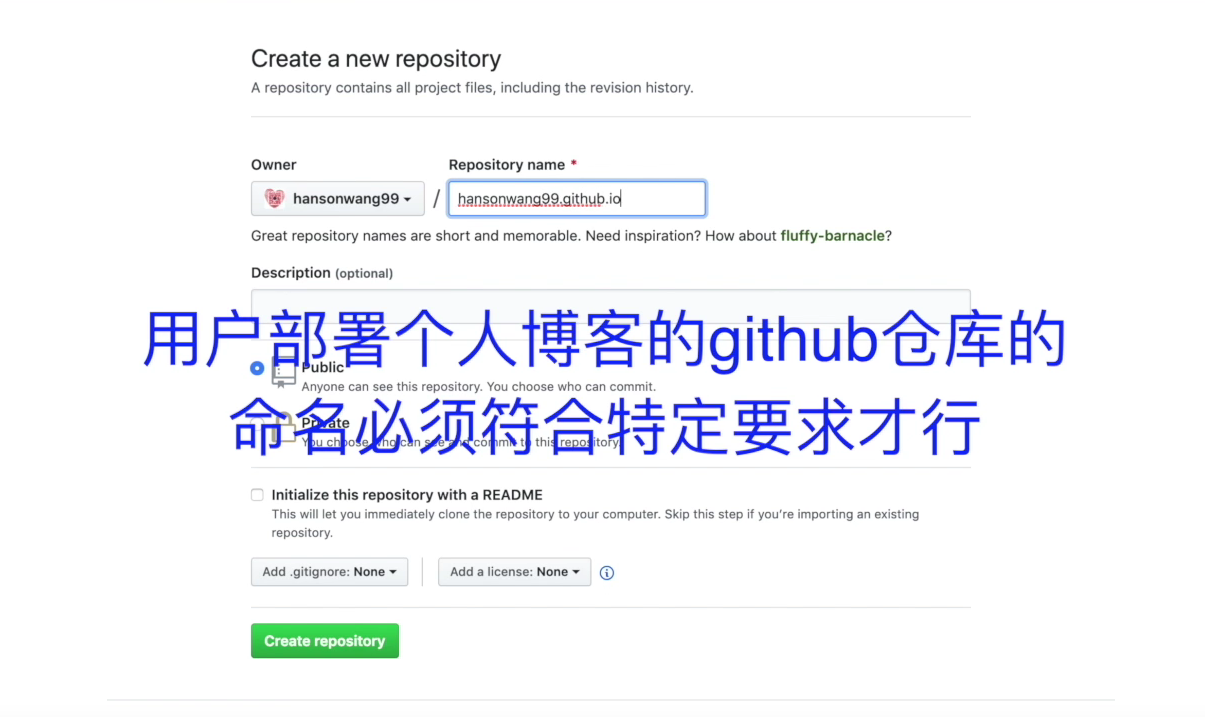 Create a new repository
A repository contains all project files, including the revision history.
Owner
Repository name *
hansonwang99
/
hansonwang99.github.io
Great repository names are short and memorable. Need inspiration? How about fluffy-barnacle?
Description (optional)
用户部署个人博客的github仓库的
Public
Anyone can see this repository. You choose who can commit.
命名必须符合特定要求才行
Private
You choose who can see and commit to this repository.
Initialize this repository with a README
This will let you immediately clone the repository to your computer. Skip this step if you’re importing an existing
repository.
Add .gitignore: None
Add a license: None
Create repository